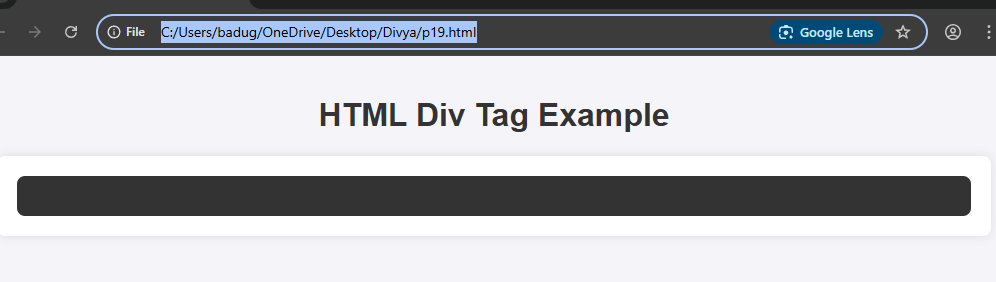 File C:/Users/badug/OneDrive/Desktop/Divya/p19.html Google Lens
HTML Div Tag Example